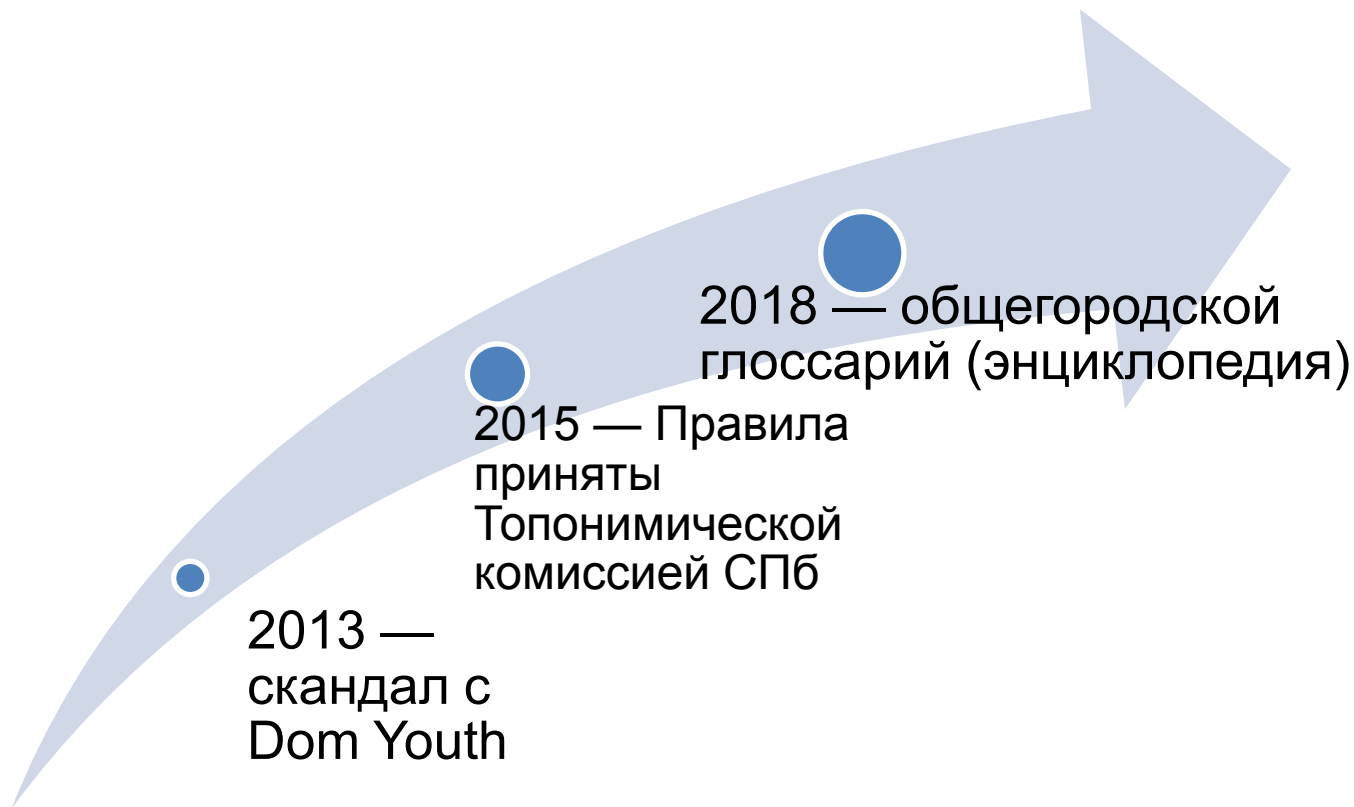 2018 — общегородской
глоссарий (энциклопедия)
2015 — Правила
приняты
Топонимической
комиссией СПб
2013 —
скандал с
Dom Youth